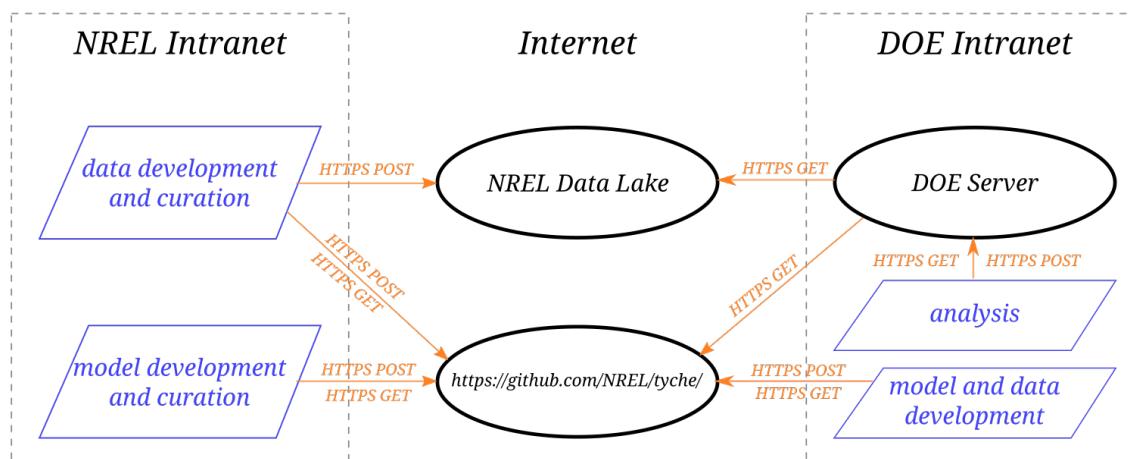 NREL Intranet
Internet
DOE Intranet
data development
and curation
HTTPS POST
NREL Data Lake
HTTPS GET
DOE Server
HTTPS POST
HTTPS GET
HTTPS GET
HTTPS GET
HTTPS POST
analysis
model development
and curation
HTTPS POST
HTTPS GET
https://github.com/NREL/tyche/
HTTPS POST
HTTPS GET
model and data
development